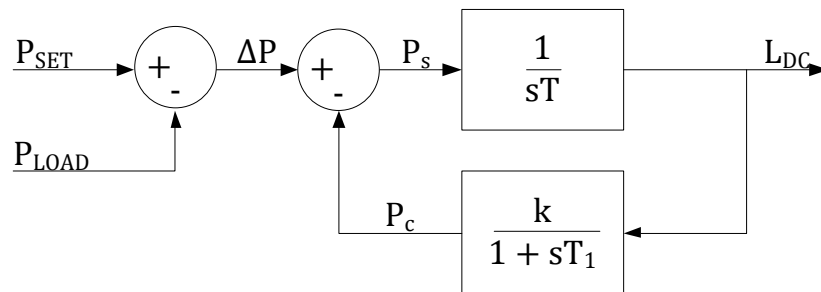 P_SET
+
-
ΔP
+
-
P_s
1
sT
L_DC
P_LOAD
P_c
k
1 + sT_1